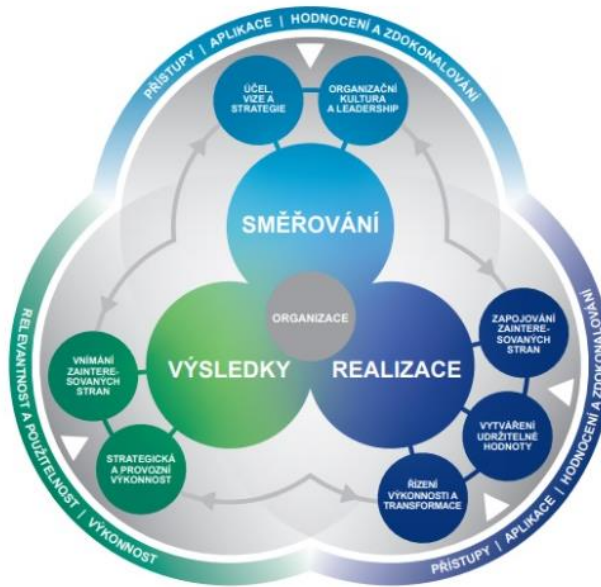 PŘÍSTUPY | APLIKACE | HODNOCENÍ A ZDOKONALOVÁNÍ
ÚČEL,
VIZE A
STRATEGIE
ORGANIZAČNÍ
KULTURA
A LEADERSHIP
SMĚŘOVÁNÍ
ORGANIZACE
VÝSLEDKY
REALIZACE
VNÍMÁNÍ
ZAINTERE-
SOVANÝCH
STRAN
STRATEGICKÁ
A PROVOZNÍ
VÝKONNOST
ZAPOJOVÁNÍ
ZAINTERE-
SOVANÝCH
STRAN
VYTVÁŘENÍ
UDRŽITELNÉ
HODNOTY
ŘÍZENÍ
VÝKONNOSTI A
TRANSFORMACE
RELEVANTNOST A POUŽITELNOST | VÝKONNOST
PŘÍSTUPY | APLIKACE | HODNOCENÍ A ZDOKONALOVÁNÍ